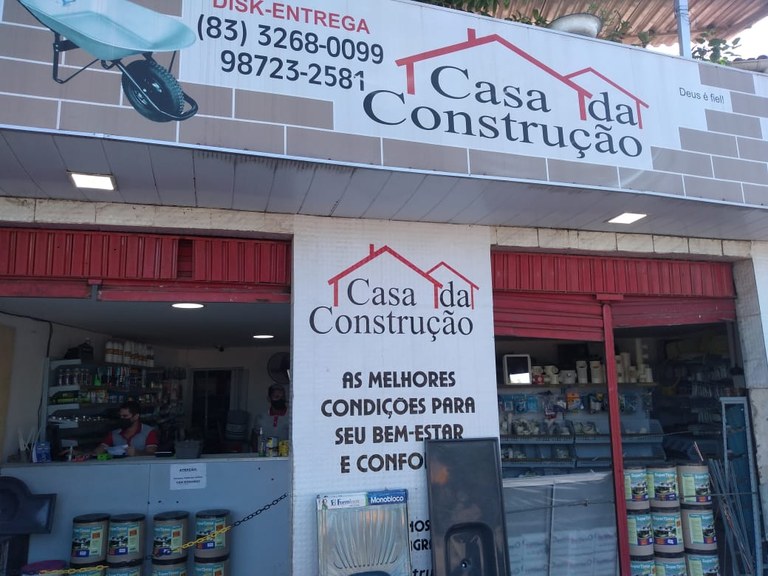 DISK-ENTREGA
(83) 3268-0099
98723-2581
Casa da
Construção
Deus é fiel!
Casa da
Construção
AS MELHORES
CONDIÇÕES PARA
SEU BEM-ESTAR
E CONFO
Monobloco